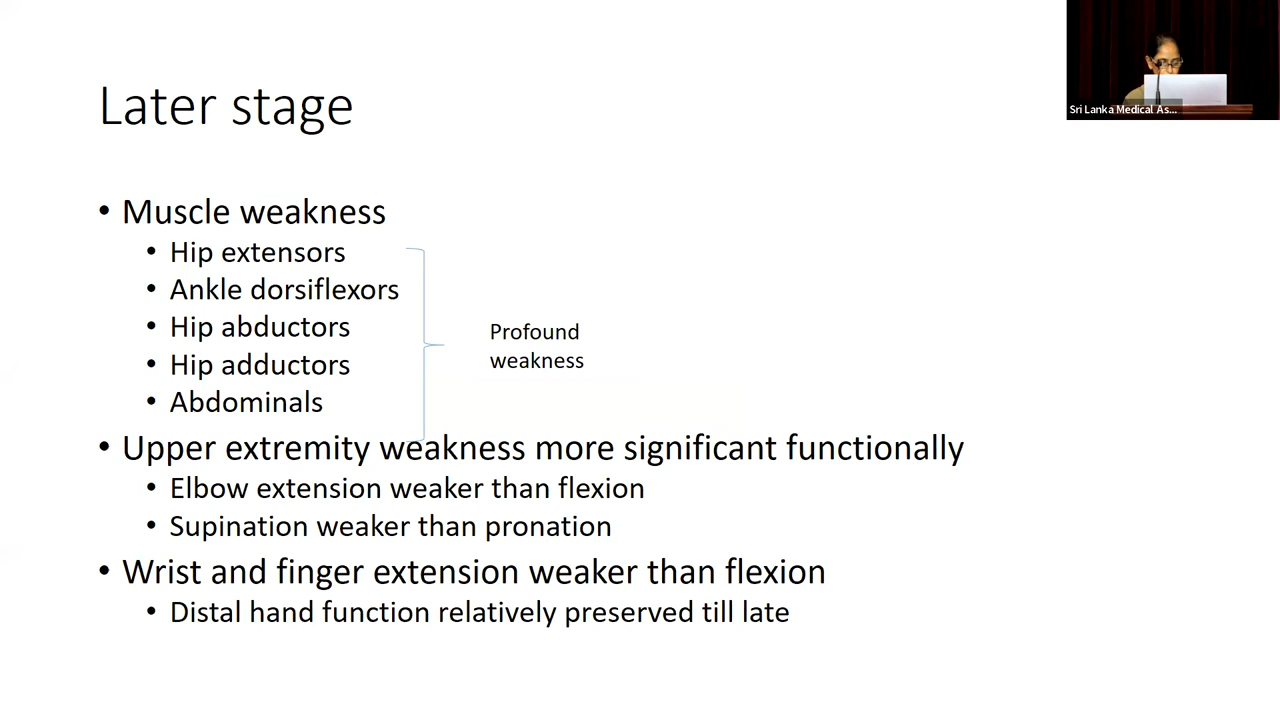 Later stage
• Muscle weakness
• Hip extensors
• Ankle dorsiflexors
• Hip abductors
• Hip adductors
• Abdominals
Profound
weakness
• Upper extremity weakness more significant functionally
• Elbow extension weaker than flexion
• Supination weaker than pronation
• Wrist and finger extension weaker than flexion
• Distal hand function relatively preserved till late
Sri Lanka Medical As...